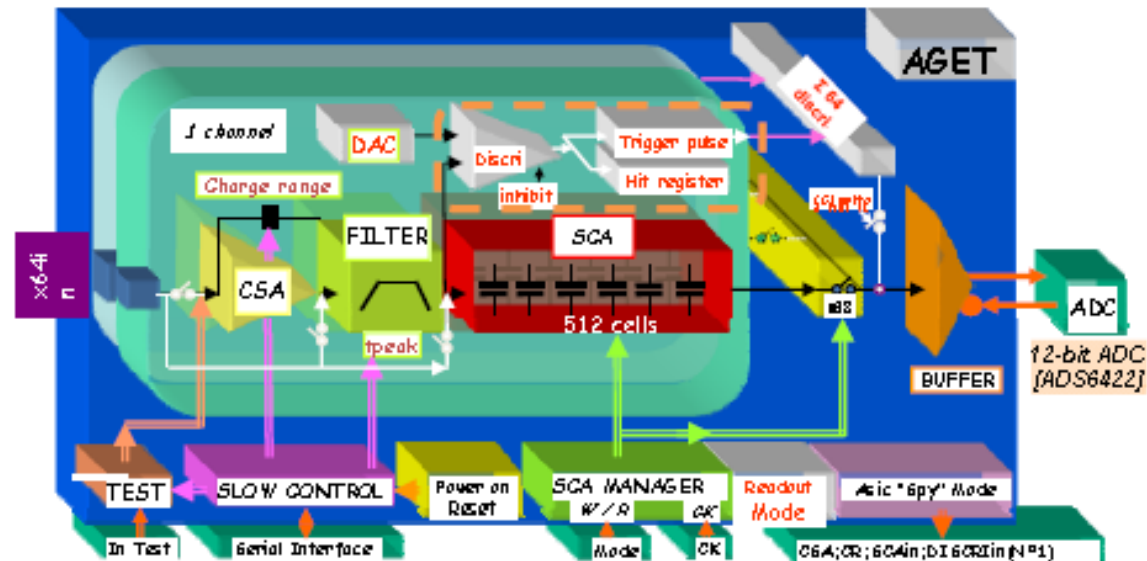 AGET
Σ 64
discri.
1 channel
DAC
Discri
Trigger pulse
inhibit
Hit register
Charge range
FILTER
SCA
x64i
n
CSA
512 cells
tpeak
ADC
12-bit ADC
[ADS6422]
BUFFER
TEST
SLOW CONTROL
Power on
Reset
SCA MANAGER
W / R
CK
Readout
Mode
Asic "Spy" Mode
In Test
Serial Interface
Mode
CK
CSA;CR;SCAin;DISCRIin(N°1)